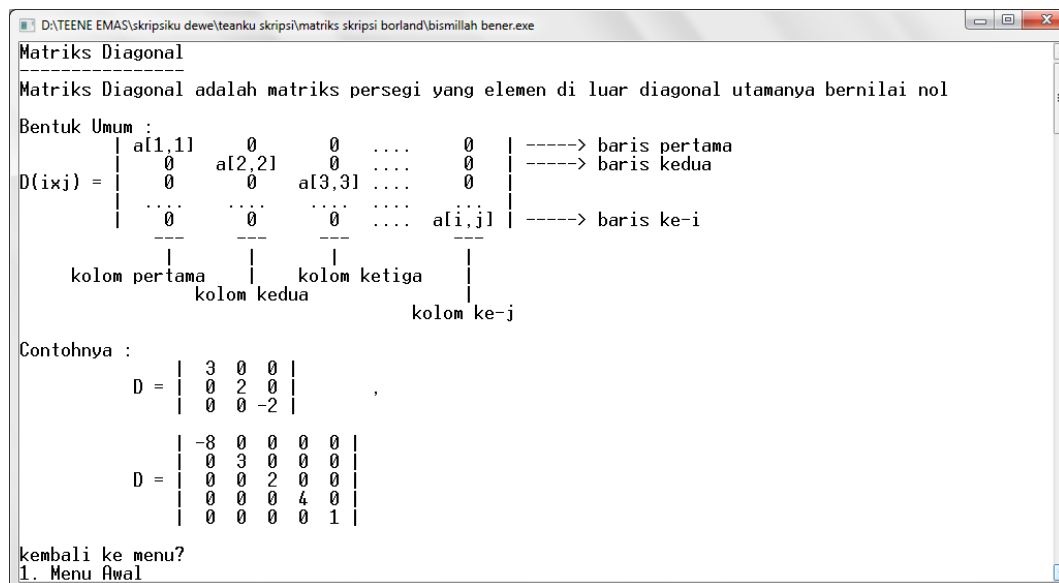 D:\TEENE EMAS\skripsiku dewe\teanku skripsi\matriks skripsi borland\bismillah bener.exe
Matriks Diagonal
----------------
Matriks Diagonal adalah matriks persegi yang elemen di luar diagonal utamanya bernilai nol
Bentuk Umum :
| a[1,1] 0 0 .... 0 | -----> baris pertama
| 0 a[2,2] 0 .... 0 | -----> baris kedua
D(ixj) = | 0 0 a[3,3] .... 0 |
| .... .... .... .... ... |
| 0 0 0 .... a[i,j] | -----> baris ke-i
--- --- --- ---
| | | |
kolom pertama | kolom ketiga |
kolom kedua |
kolom ke-j
Contohnya :
| 3 0 0 |
D = | 0 2 0 | ,
| 0 0 -2 |
| -8 0 0 0 0 |
| 0 3 0 0 0 |
D = | 0 0 2 0 0 |
| 0 0 0 4 0 |
| 0 0 0 0 1 |
kembali ke menu?
1. Menu Awal